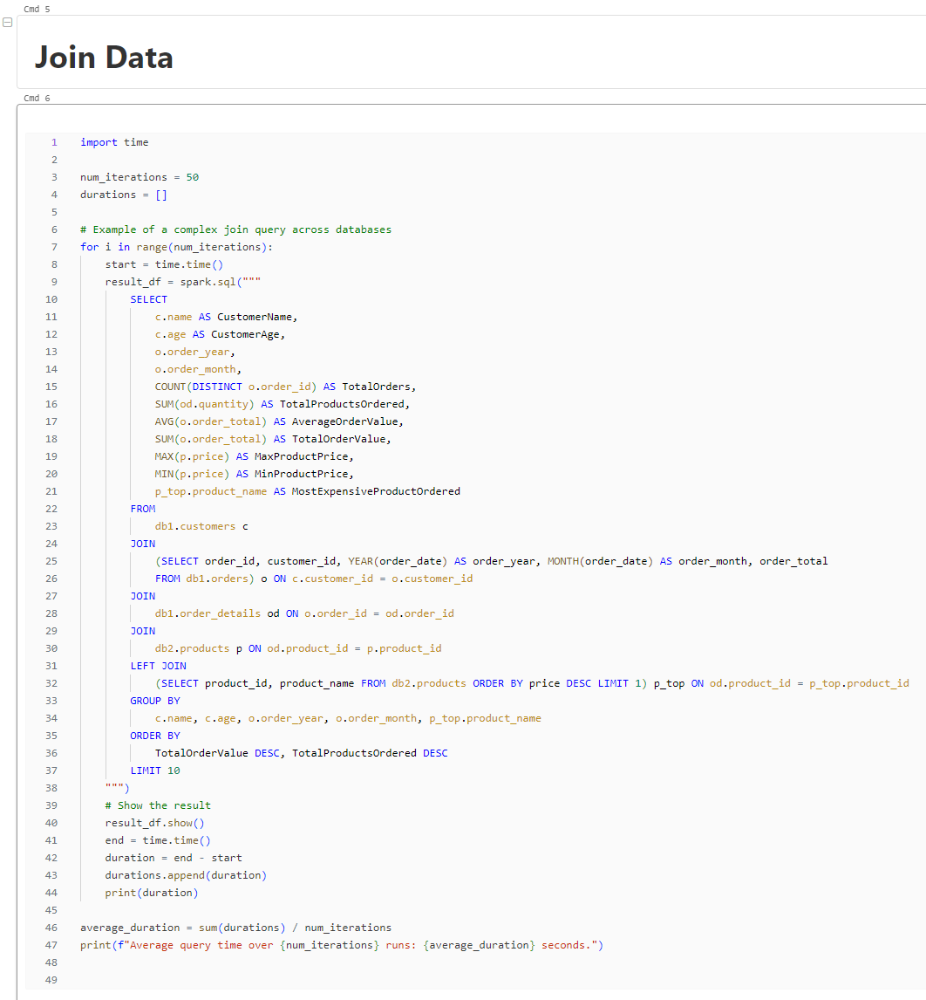 Cmd 5
Join Data
Cmd 6
1 import time
2
3 num_iterations = 50
4 durations = []
5
6 # Example of a complex join query across databases
7 for i in range(num_iterations):
8 start = time.time()
9 result_df = spark.sql("""
10 SELECT
11 c.name AS CustomerName,
12 c.age AS CustomerAge,
13 o.order_year,
14 o.order_month,
15 COUNT(DISTINCT o.order_id) AS TotalOrders,
16 SUM(od.quantity) AS TotalProductsOrdered,
17 AVG(o.order_total) AS AverageOrderValue,
18 SUM(o.order_total) AS TotalOrderValue,
19 MAX(p.price) AS MaxProductPrice,
20 MIN(p.price) AS MinProductPrice,
21 p_top.product_name AS MostExpensiveProductOrdered
22 FROM
23 db1.customers c
24 JOIN
25 (SELECT order_id, customer_id, YEAR(order_date) AS order_year, MONTH(order_date) AS order_month, order_total
26 FROM db1.orders) o ON c.customer_id = o.customer_id
27 JOIN
28 db1.order_details od ON o.order_id = od.order_id
29 JOIN
30 db2.products p ON od.product_id = p.product_id
31 LEFT JOIN
32 (SELECT product_id, product_name FROM db2.products ORDER BY price DESC LIMIT 1) p_top ON od.product_id = p_top.product_id
33 GROUP BY
34 c.name, c.age, o.order_year, o.order_month, p_top.product_name
35 ORDER BY
36 TotalOrderValue DESC, TotalProductsOrdered DESC
37 LIMIT 10
38 """)
39 # Show the result
40 result_df.show()
41 end = time.time()
42 duration = end - start
43 durations.append(duration)
44 print(duration)
45
46 average_duration = sum(durations) / num_iterations
47 print(f"Average query time over {num_iterations} runs: {average_duration} seconds.")
48
49